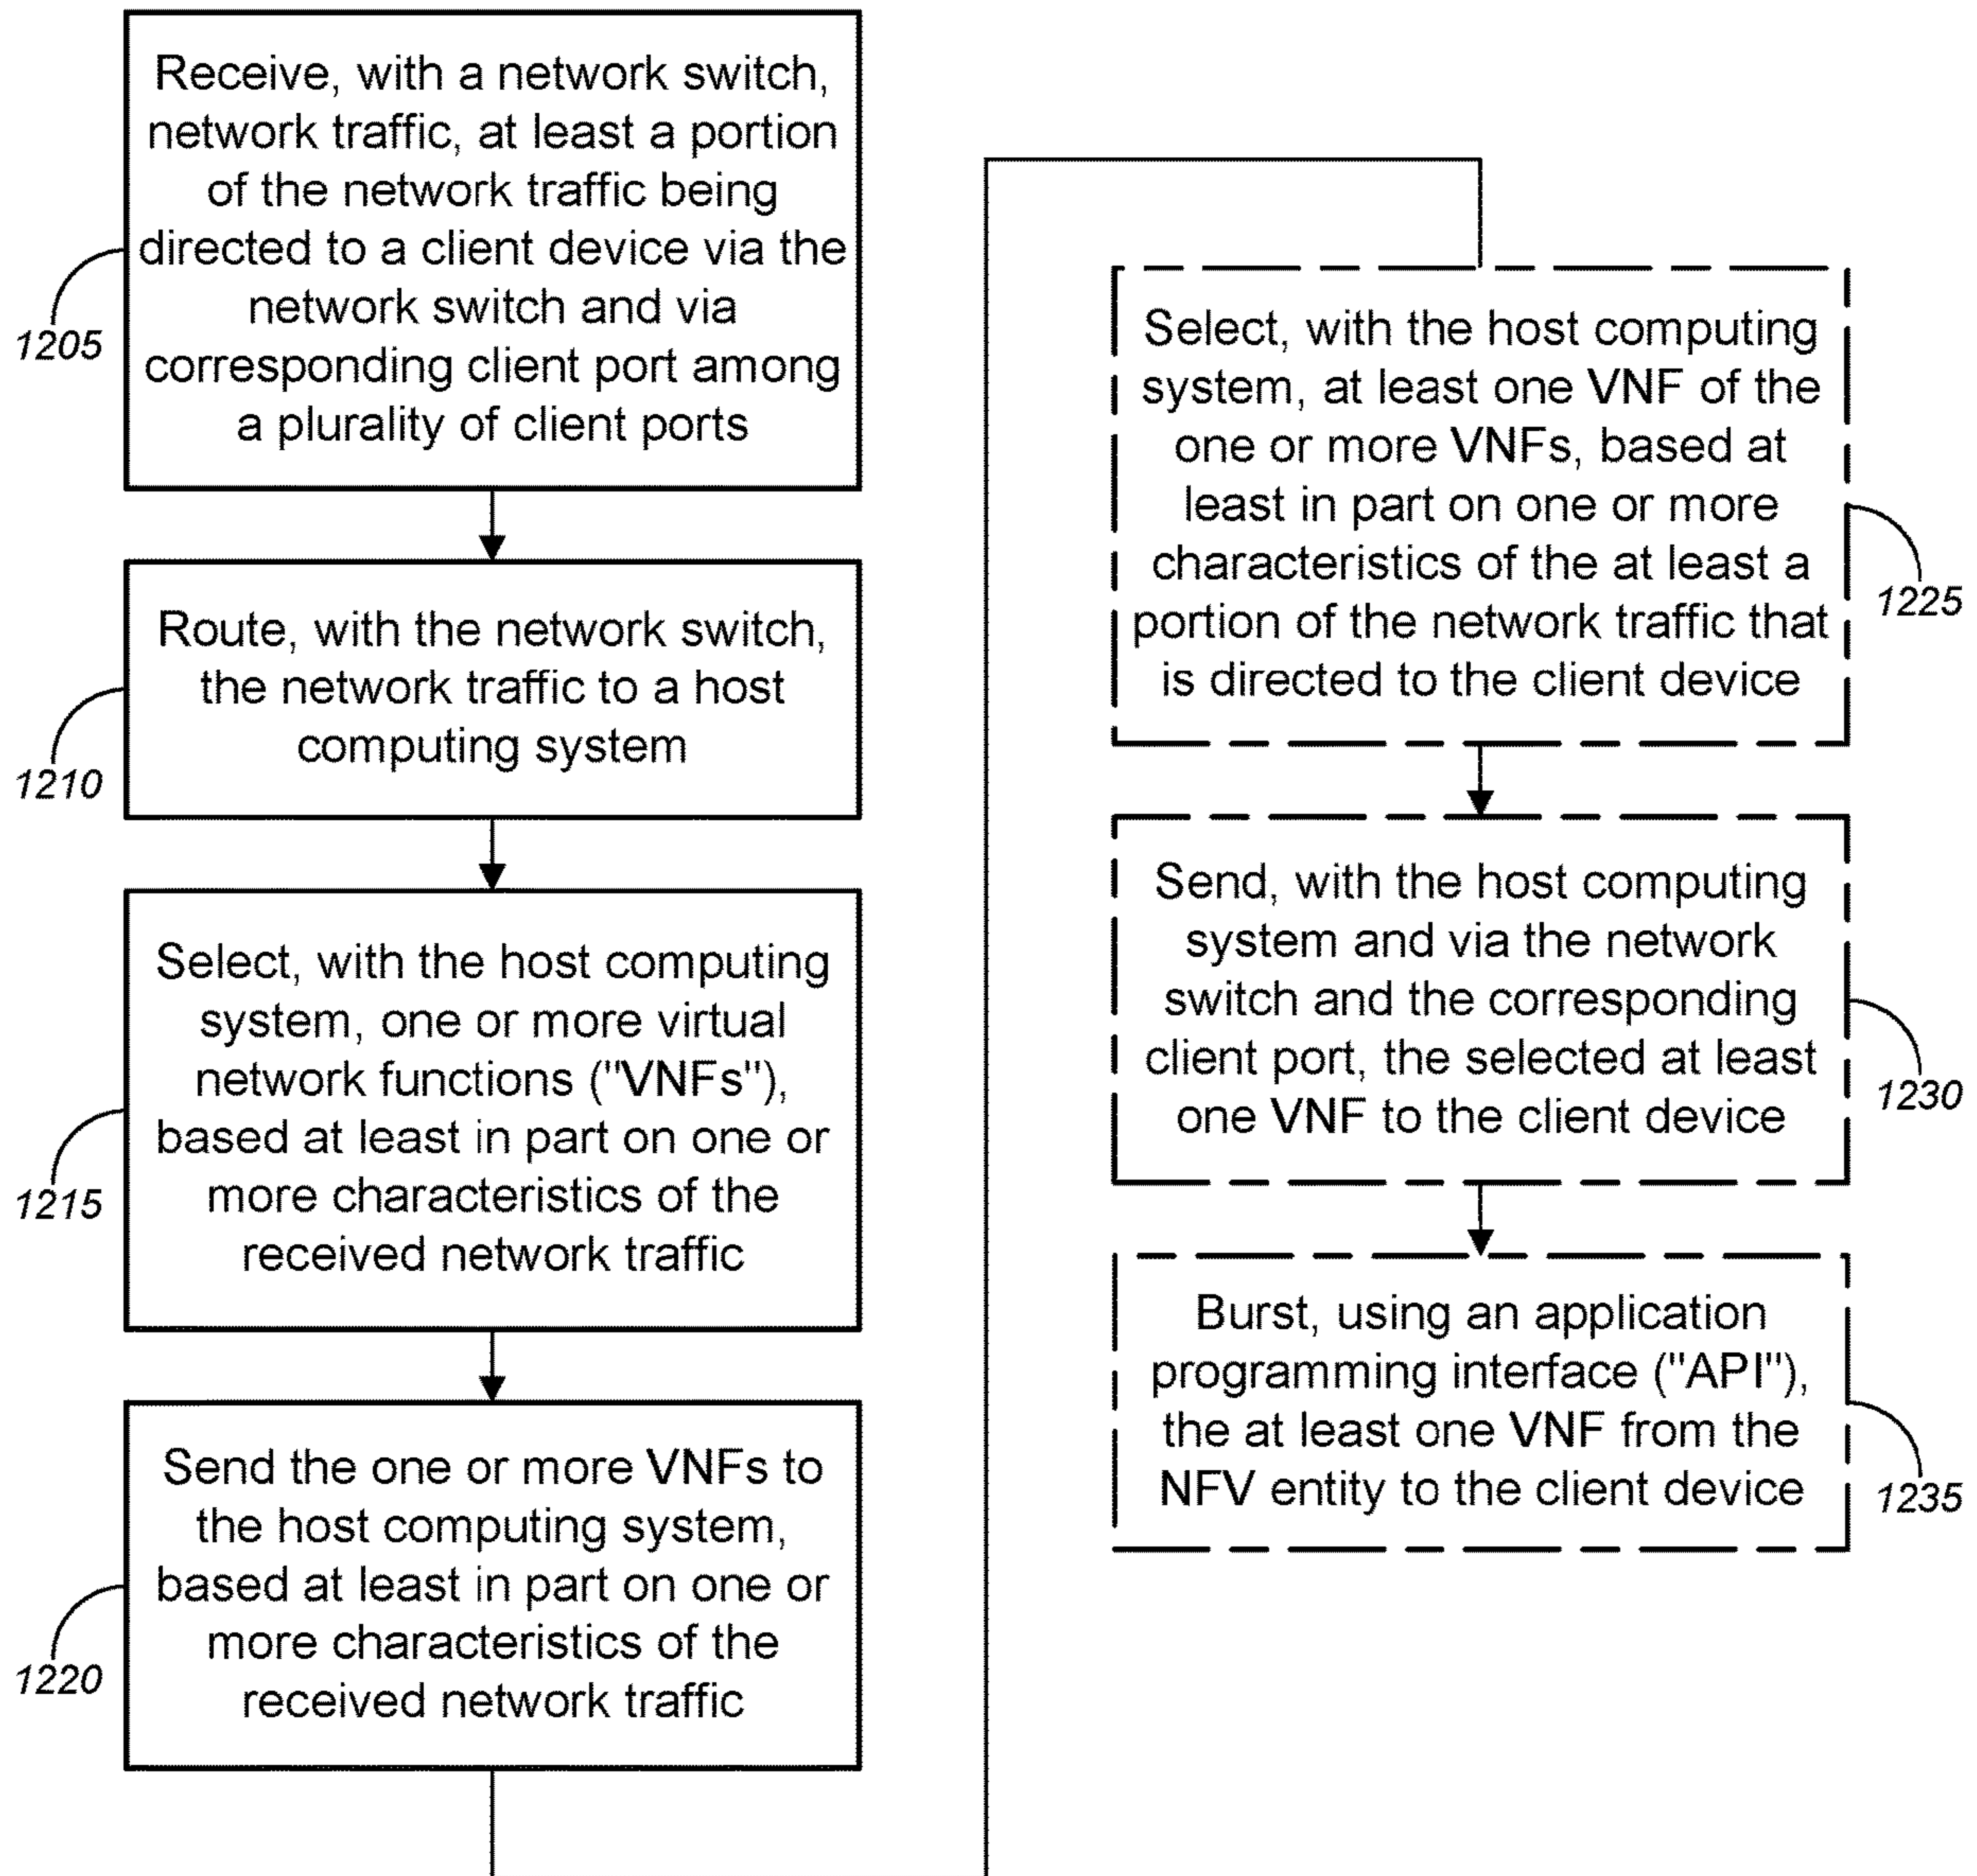 Receive, with a network switch,
network traffic, at least a portion
of the network traffic being
directed to a client device via the
network switch and via
corresponding client port among
a plurality of client ports
1205
Route, with the network switch,
the network traffic to a host
computing system
1210
Select, with the host computing
system, one or more virtual
network functions ("VNFs"),
based at least in part on one or
more characteristics of the
received network traffic
1215
Send the one or more VNFs to
the host computing system,
based at least in part on one or
more characteristics of the
received network traffic
1220
Select, with the host computing
system, at least one VNF of the
one or more VNFs, based at
least in part on one or more
characteristics of the at least a
portion of the network traffic that
is directed to the client device
1225
Send, with the host computing
system and via the network
switch and the corresponding
client port, the selected at least
one VNF to the client device
1230
Burst, using an application
programming interface ("API"),
the at least one VNF from the
NFV entity to the client device
1235